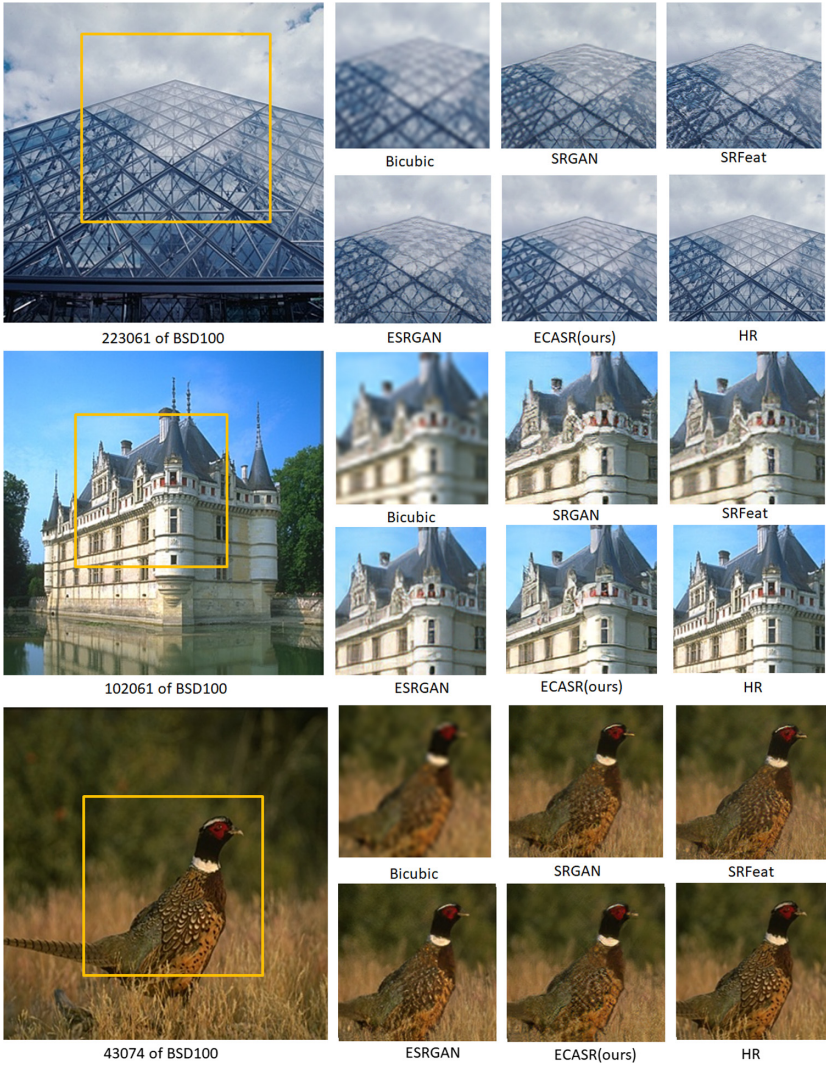 Bicubic
SRGAN
SRFeat
ESRGAN
ECASR(ours)
HR
223061 of BSD100
Bicubic
SRGAN
SRFeat
ESRGAN
ECASR(ours)
HR
102061 of BSD100
Bicubic
SRGAN
SRFeat
ESRGAN
ECASR(ours)
HR
43074 of BSD100